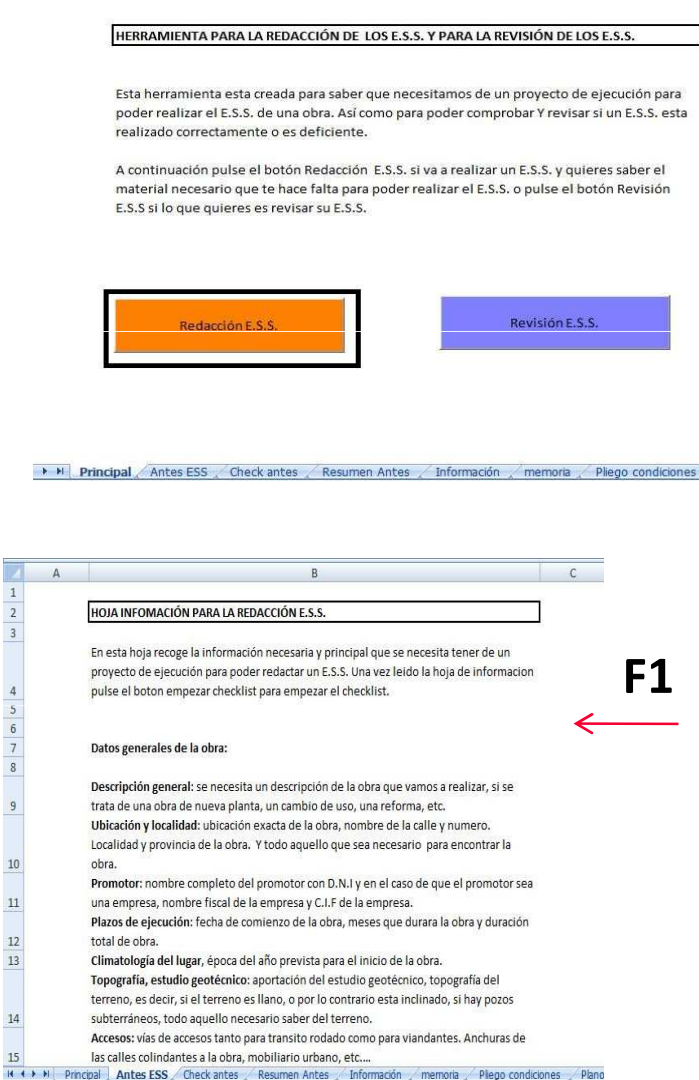 HERRAMIENTA PARA LA REDACCIÓN DE LOS E.S.S. Y PARA LA REVISIÓN DE LOS E.S.S.
Esta herramienta esta creada para saber que necesitamos de un proyecto de ejecución para
poder realizar el E.S.S. de una obra. Así como para poder comprobar Y revisar si un E.S.S. esta
realizado correctamente o es deficiente.
A continuación pulse el botón Redacción E.S.S. si va a realizar un E.S.S. y quieres saber el
material necesario que te hace falta para poder realizar el E.S.S. o pulse el botón Revisión
E.S.S si lo que quieres es revisar su E.S.S.
Redacción E.S.S.
Revisión E.S.S.
Principal Antes ESS Check antes Resumen Antes Información memoria Pliego condiciones
A B C
1
2 HOJA INFOMACIÓN PARA LA REDACCIÓN E.S.S.
3
En esta hoja recoge la información necesaria y principal que se necesita tener de un
proyecto de ejecución para poder redactar un E.S.S. Una vez leido la hoja de informacion
4 pulse el boton empezar checklist para empezar el checklist.
F1
5
6
7 Datos generales de la obra:
8
Descripción general: se necesita un descripción de la obra que vamos a realizar, si se
9 trata de una obra de nueva planta, un cambio de uso, una reforma, etc.
Ubicación y localidad: ubicación exacta de la obra, nombre de la calle y numero.
Localidad y provincia de la obra. Y todo aquello que sea necesario para encontrar la
10 obra.
Promotor: nombre completo del promotor con D.N.I y en el caso de que el promotor sea
11 una empresa, nombre fiscal de la empresa y C.I.F de la empresa.
Plazos de ejecución: fecha de comienzo de la obra, meses que durara la obra y duración
12 total de obra.
13 Climatología del lugar, época del año prevista para el inicio de la obra.
Topografía, estudio geotécnico: aportación del estudio geotécnico, topografía del
terreno, es decir, si el terreno es llano, o por lo contrario esta inclinado, si hay pozos
14 subterráneos, todo aquello necesario saber del terreno.
Accesos: vías de accesos tanto para transito rodado como para viandantes. Anchuras de
15 las calles colindantes a la obra, mobiliario urbano, etc....
Principal Antes ESS Check antes Resumen Antes Información memoria Pliego condiciones Plano